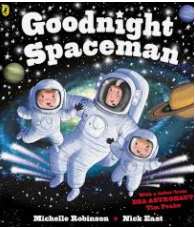 Goodnight
Spaceman
With a letter from
ESA ASTRONAUT
Tim Peake
Michelle Robinson
Nick East